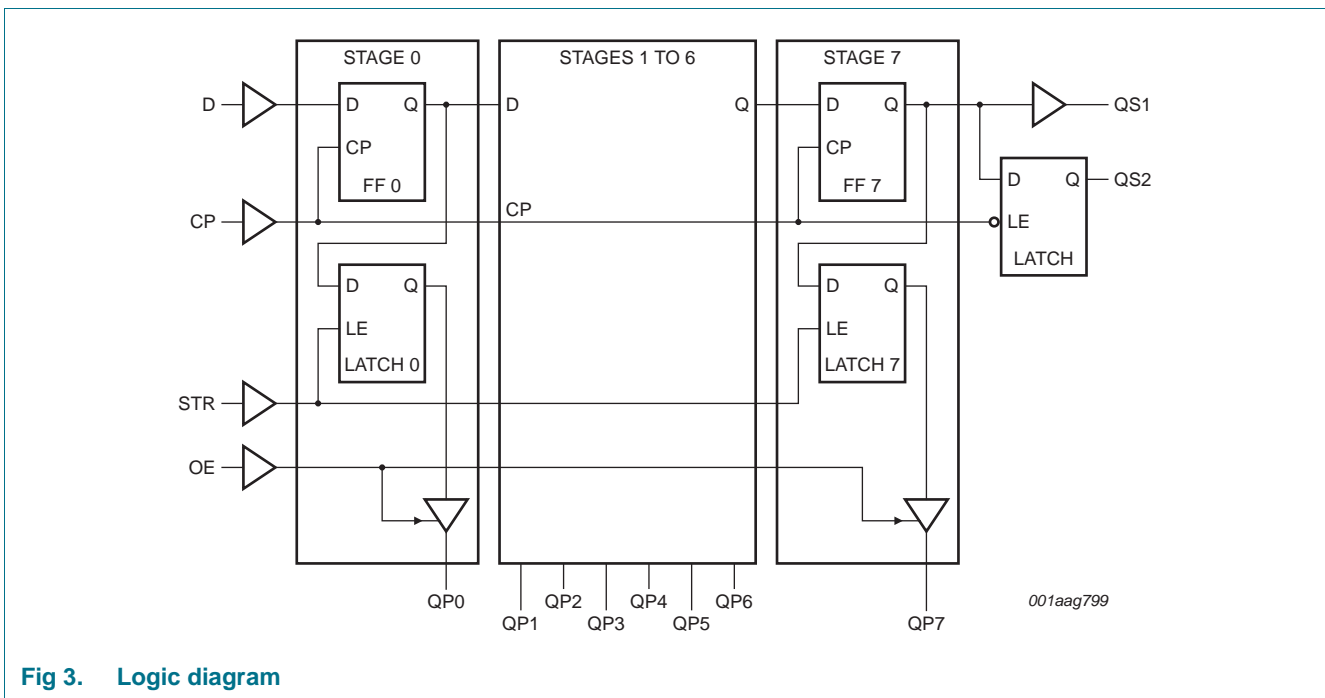 STAGE 0
STAGES 1 TO 6
STAGE 7
D
D
Q
D
Q
D
Q
QS1
CP
CP
FF 0
FF 7
D
Q
QS2
CP
CP
LE
LATCH
D
Q
D
Q
LE
LE
LATCH 0
LATCH 7
STR
OE
QP0
QP2
QP4
QP6
QP1
QP3
QP5
QP7
001aag799
Fig 3. Logic diagram